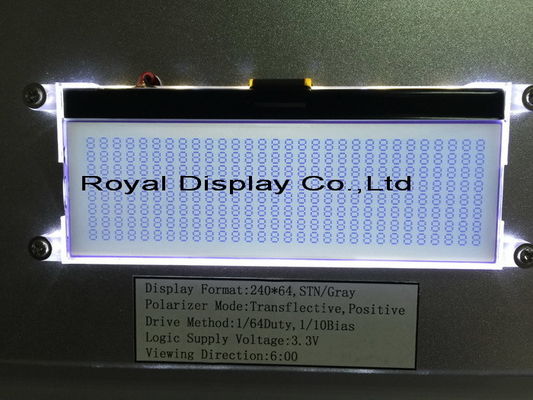 Royal Display Co.,Ltd
Display Format:240*64,STN/Gray
Polarizer Mode:Transflective,Positive
Drive Method:1/64Duty,1/10Bias
Logic Supply Voltage:3.3V
Viewing Direction:6:00